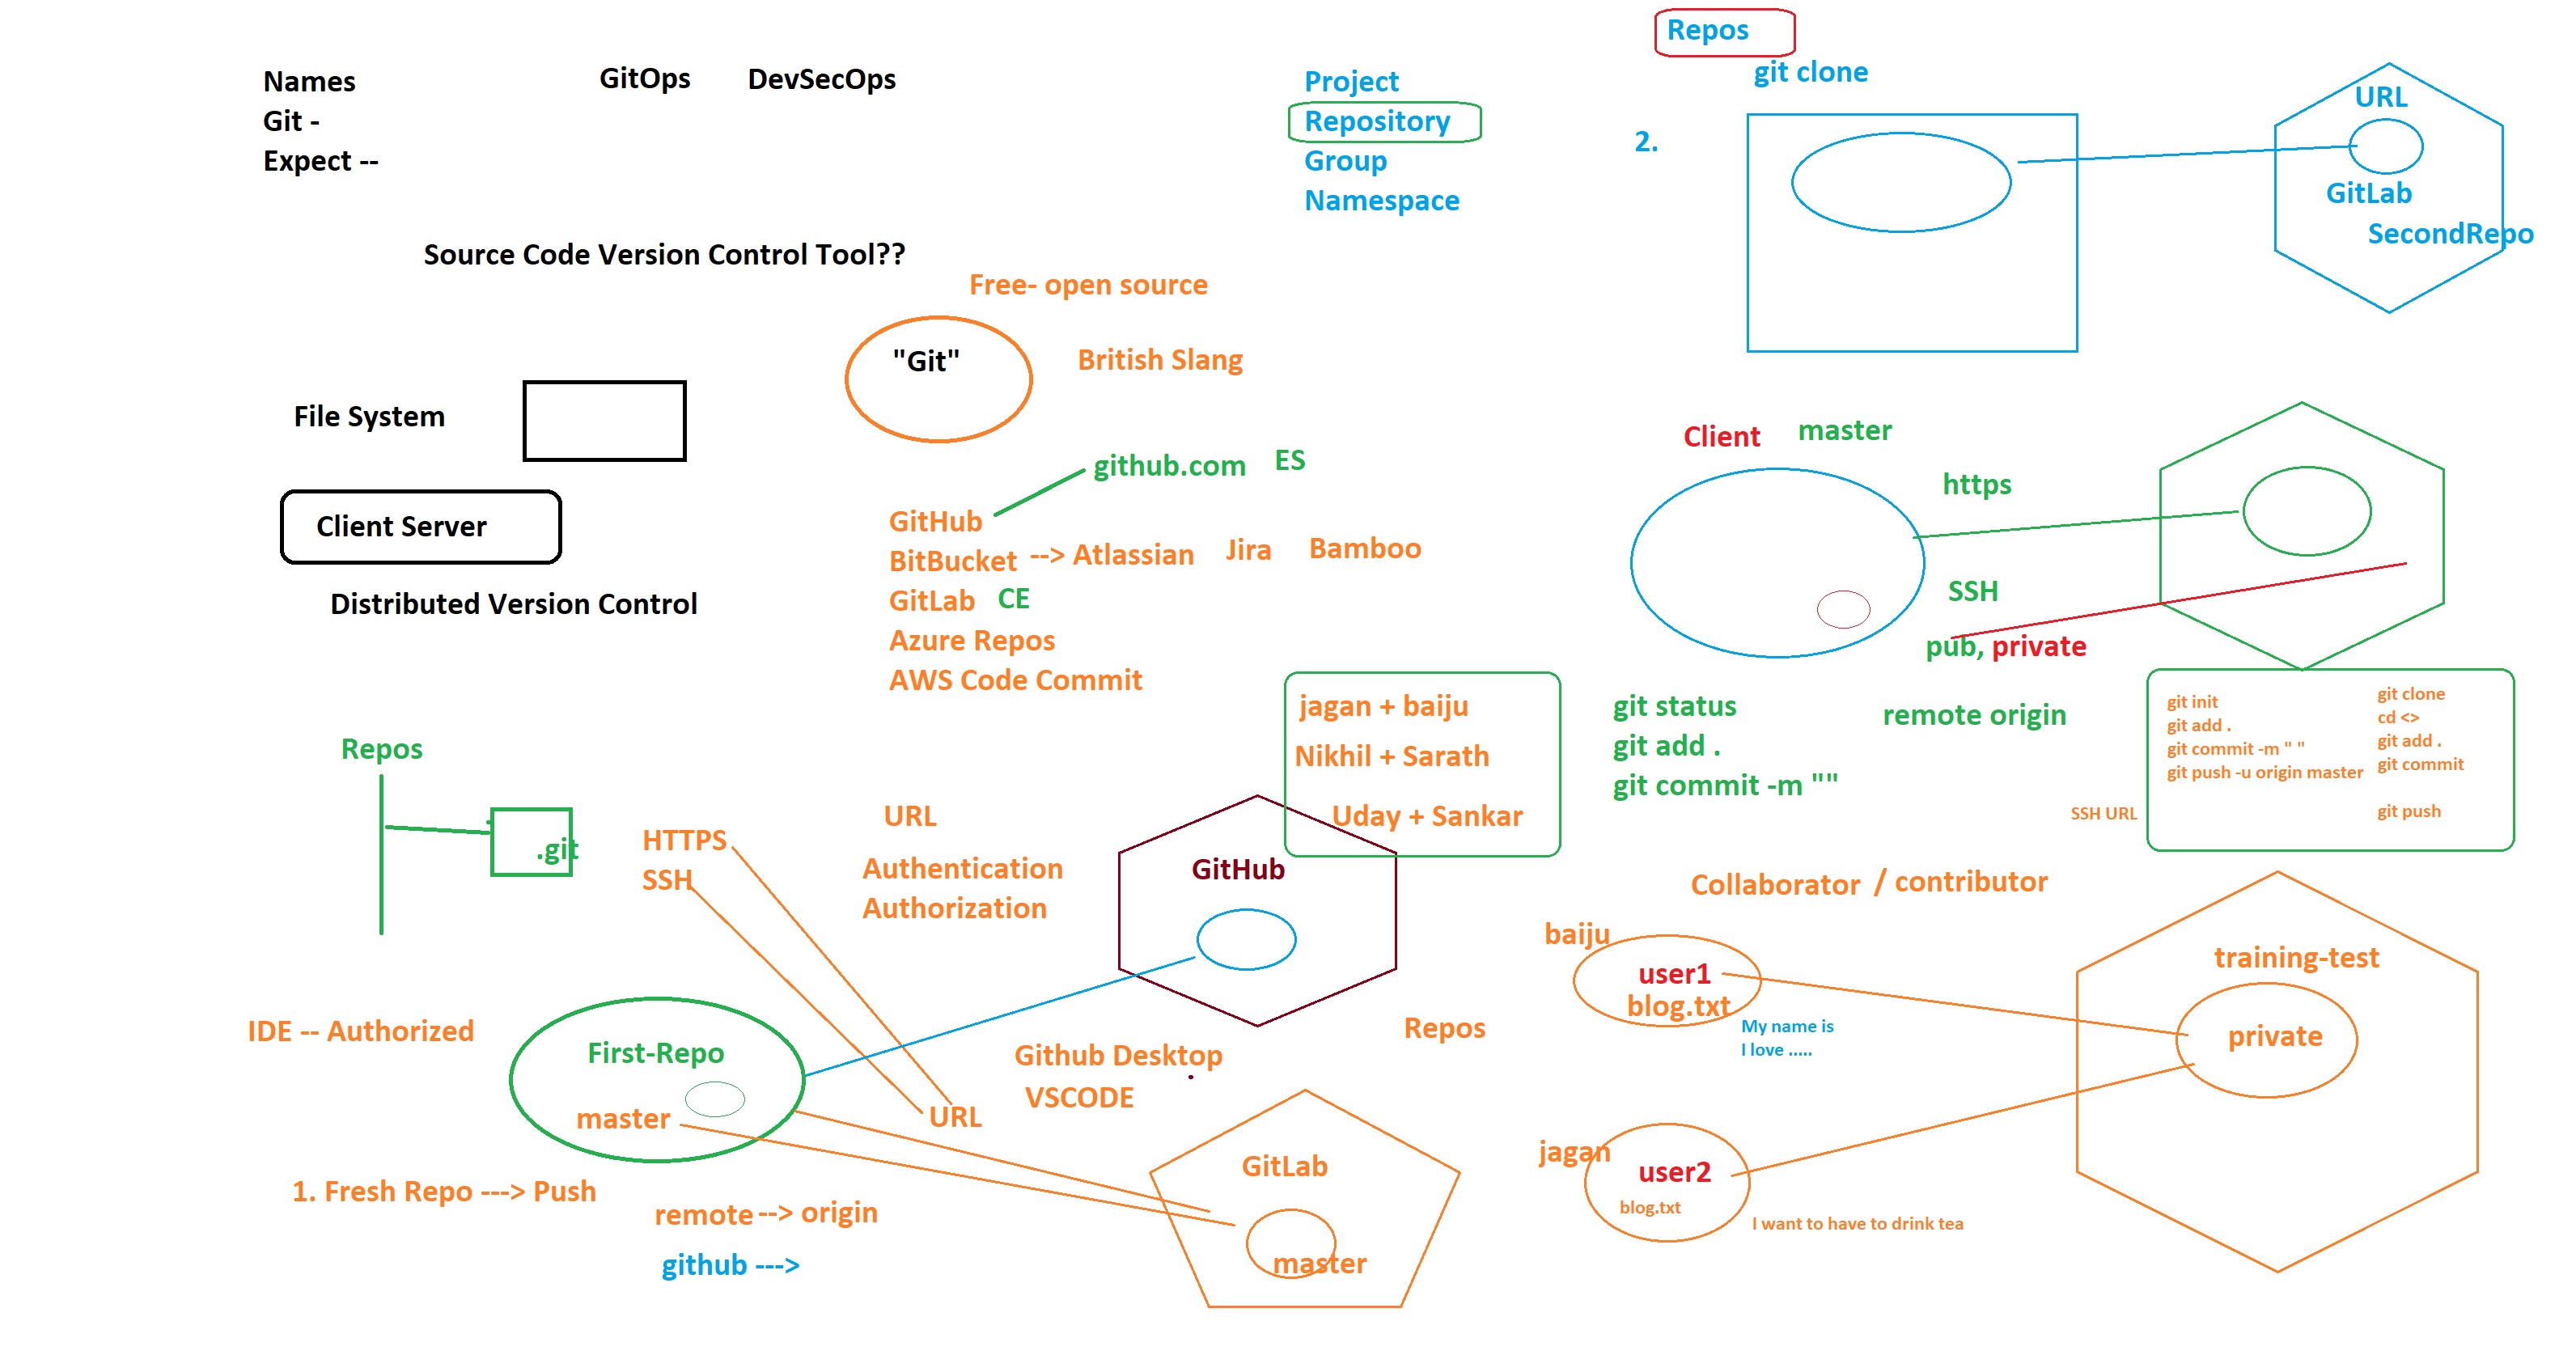 Names
Git -
Expect --
GitOps
DevSecOps
Source Code Version Control Tool??
Free- open source
"Git"
British Slang
File System
Client Server
Distributed Version Control
github.com
ES
GitHub
BitBucket
--> Atlassian
Jira
Bamboo
GitLab
CE
Azure Repos
AWS Code Commit
Project
Repository
Group
Namespace
Repos
git clone
2.
URL
GitLab
SecondRepo
Client
master
https
SSH
pub, private
git status
git add .
git commit -m ""
remote origin
git init
git add .
git commit -m " "
git push -u origin master
git clone
cd <>
git add .
git commit
git push
SSH URL
jagan + baiju
Nikhil + Sarath
Uday + Sankar
Repos
.git
HTTPS
SSH
URL
Authentication
Authorization
GitHub
IDE -- Authorized
First-Repo
master
URL
Github Desktop
VSCODE
Repos
1. Fresh Repo ---> Push
remote --> origin
github --->
GitLab
master
Collaborator / contributor
baiju
user1
blog.txt
My name is
I love .....
training-test
private
jagan
user2
blog.txt
I want to have to drink tea